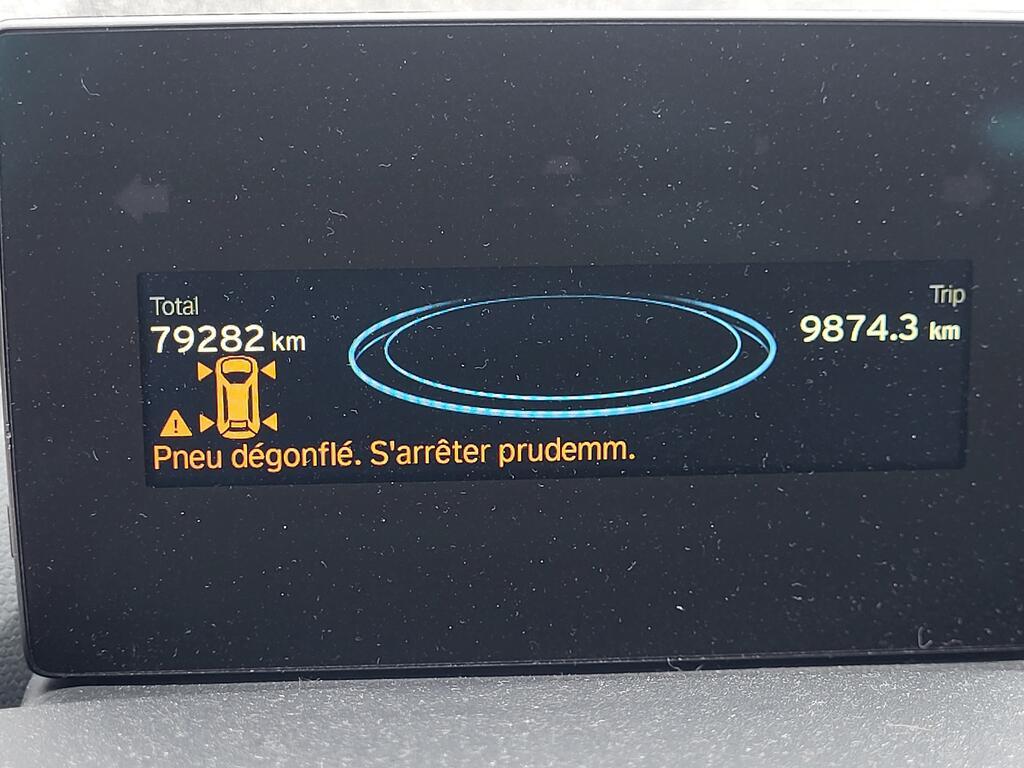 Total
79282 km
Trip
9874.3 km
Pneu dégonflé. S'arrêter prudemm.